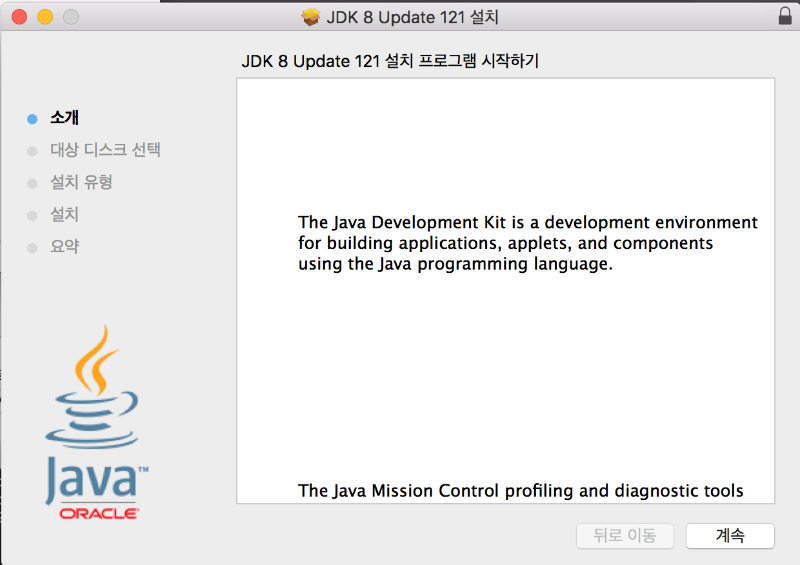 JDK 8 Update 121 설치
JDK 8 Update 121 설치 프로그램 시작하기
소개
대상 디스크 선택
설치 유형
설치
요약
The Java Development Kit is a development environment
for building applications, applets, and components
using the Java programming language.
The Java Mission Control profiling and diagnostic tools
Java™
ORACLE
뒤로 이동
계속